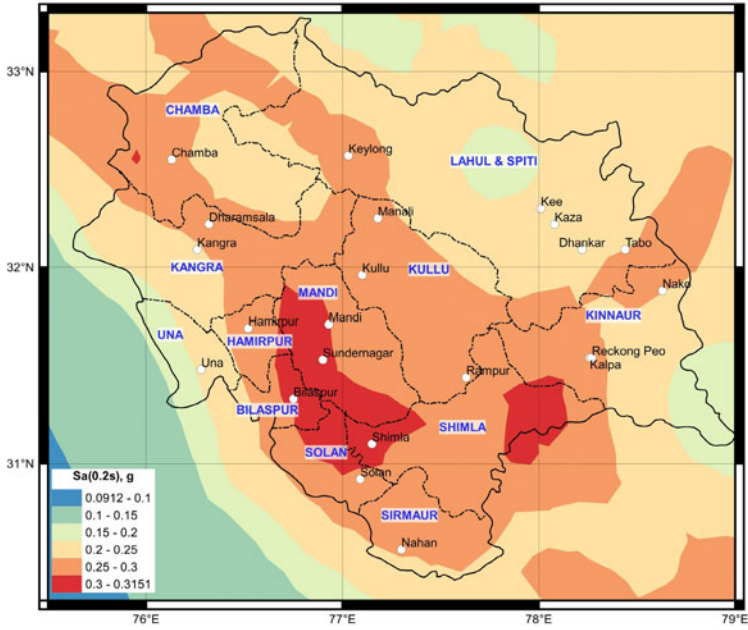 33°N
CHAMBA
Chamba
Keylong
LAHUL & SPITI
Dharamsala
Manali
Kee
Kaza
Kangra
Dhankar
Tabo
32°N
KANGRA
Kullu
KULLU
Nako
MANDI
KINNAUR
UNA
Hamirpur
Mandi
HAMIRPUR
Sundernagar
Reckong Peo
Kalpa
Una
Rampur
Bilaspur
BILASPUR
SHIMLA
Shimla
SOLAN
31°N
Solan
Sa(0.2s), g
0.0912 - 0.1
0.1 - 0.15
0.15 - 0.2
0.2 - 0.25
0.25 - 0.3
0.3 - 0.3151
SIRMAUR
Nahan
76°E
77°E
78°E
79°E